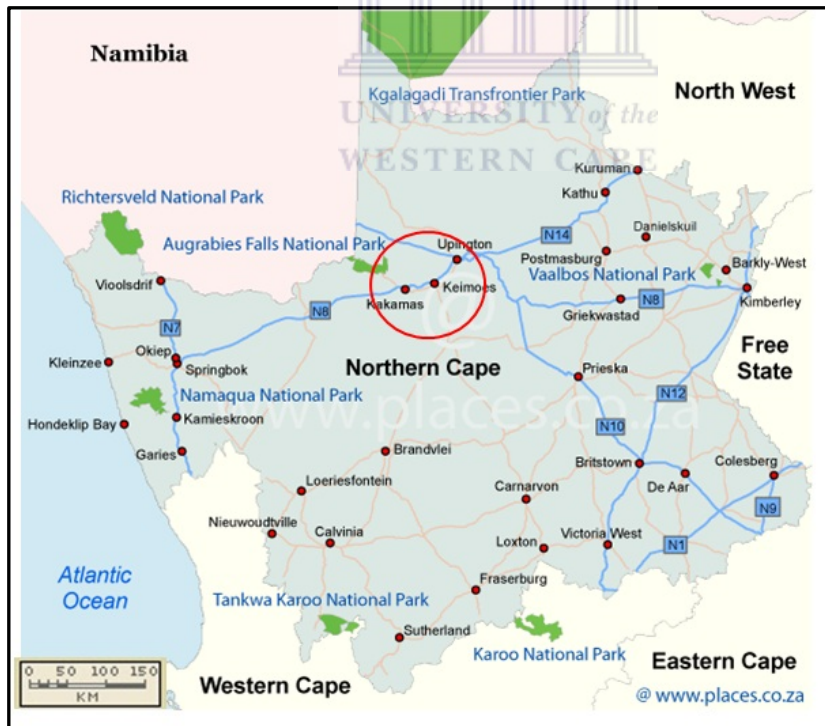 Namibia
Kgalagadi Transfrontier Park
North West
UNIVERSITY of the
WESTERN CAPE
Kuruman
Richtersveld National Park
Kathu
Danielskuil
N14
Augrabies Falls National Park
Upington
Postmasburg
Vaalbos National Park
Barkly-West
Vioolsdrif
Keimoes
Kakamas
N8
N8
Kimberley
Griekwastad
N7
@
Okiep
Free
State
Kleinzee
Springbok
Northern Cape
Prieska
Namaqua National Park
N12
www.places.co.za
Hondeklip Bay
Kamieskroon
N10
Garies
Brandvlei
Britstown
Colesberg
Loeriesfontein
Carnarvon
De Aar
N9
Nieuwoudtville
Calvinia
Loxton
Victoria West
N1
Atlantic
Ocean
Fraserburg
Tankwa Karoo National Park
Sutherland
Karoo National Park
Eastern Cape
0 50 100 150
KM
Western Cape
@ www.places.co.za